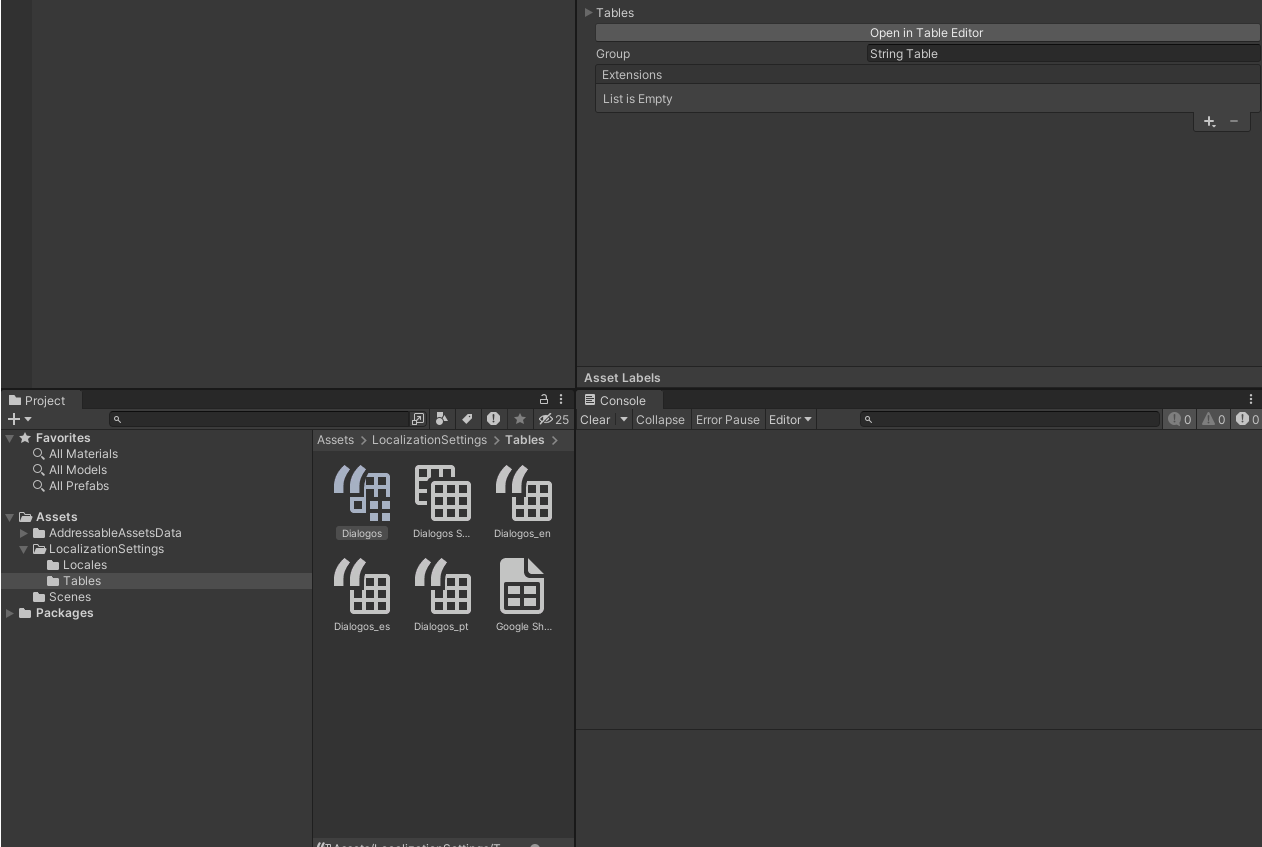 Tables
Open in Table Editor
Group String Table
Extensions
List is Empty
Asset Labels
Project
25
Favorites
All Materials
All Models
All Prefabs
Assets
AddressableAssetsData
LocalizationSettings
Locales
Tables
Scenes
Packages
Assets > LocalizationSettings > Tables >
Dialogos Dialogos S... Dialogos_en
Dialogos_es Dialogos_pt Google Sh...
Console
Clear Collapse Error Pause Editor 0 0 0